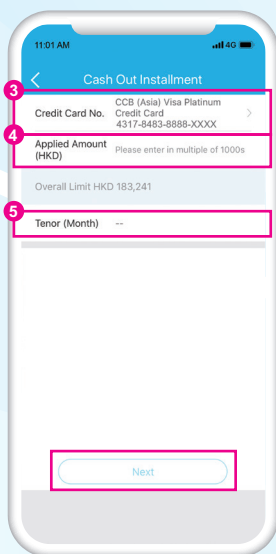 11:01 AM
4G
Cash Out Installment
3
Credit Card No.
CCB (Asia) Visa Platinum
Credit Card
4317-8483-8888-XXXX
4
Applied Amount
(HKD)
Please enter in multiple of 1000s
Overall Limit HKD 183,241
5
Tenor (Month) --
Next